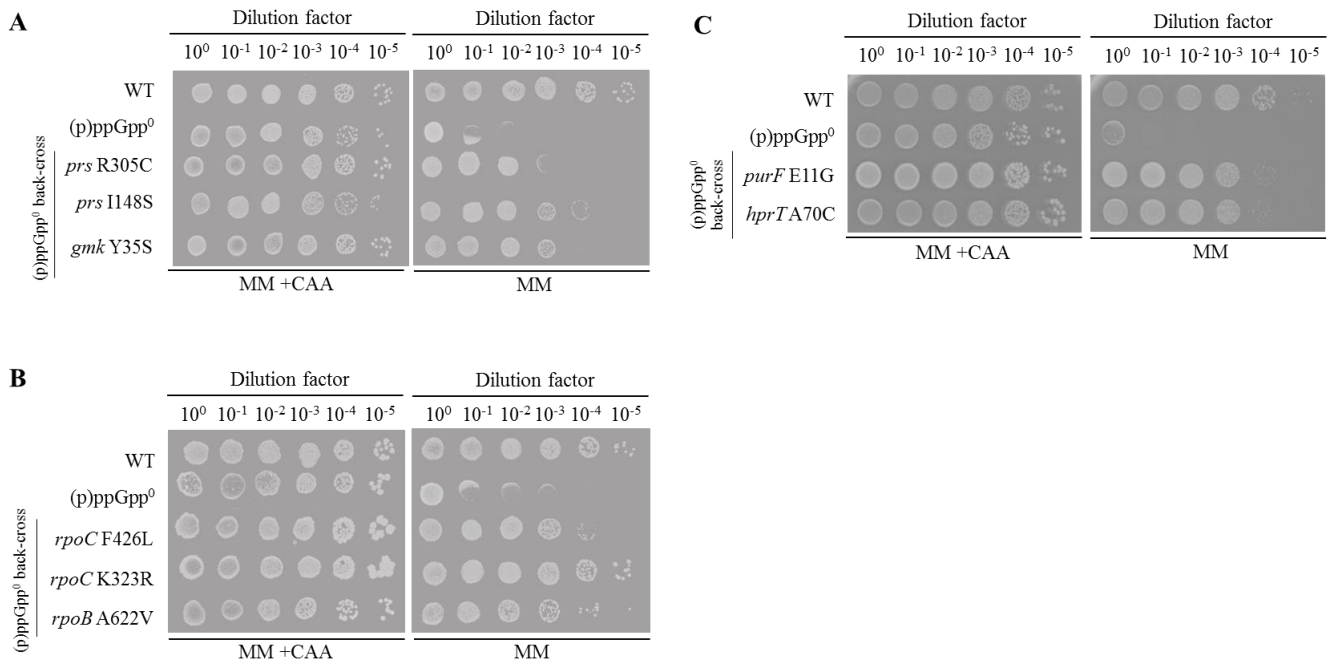 A
Dilution factor
10⁰ 10⁻¹ 10⁻² 10⁻³ 10⁻⁴ 10⁻⁵
Dilution factor
10⁰ 10⁻¹ 10⁻² 10⁻³ 10⁻⁴ 10⁻⁵
WT
(p)ppGpp⁰
prs R305C
prs I148S
gmk Y35S
(p)ppGpp⁰ back-cross
MM +CAA
MM
C
Dilution factor
10⁰ 10⁻¹ 10⁻² 10⁻³ 10⁻⁴ 10⁻⁵
Dilution factor
10⁰ 10⁻¹ 10⁻² 10⁻³ 10⁻⁴ 10⁻⁵
WT
(p)ppGpp⁰
purF E11G
hprT A70C
(p)ppGpp⁰
back-cross
MM +CAA
MM
B
Dilution factor
10⁰ 10⁻¹ 10⁻² 10⁻³ 10⁻⁴ 10⁻⁵
Dilution factor
10⁰ 10⁻¹ 10⁻² 10⁻³ 10⁻⁴ 10⁻⁵
WT
(p)ppGpp⁰
rpoC F426L
rpoC K323R
rpoB A622V
(p)ppGpp⁰ back-cross
MM +CAA
MM